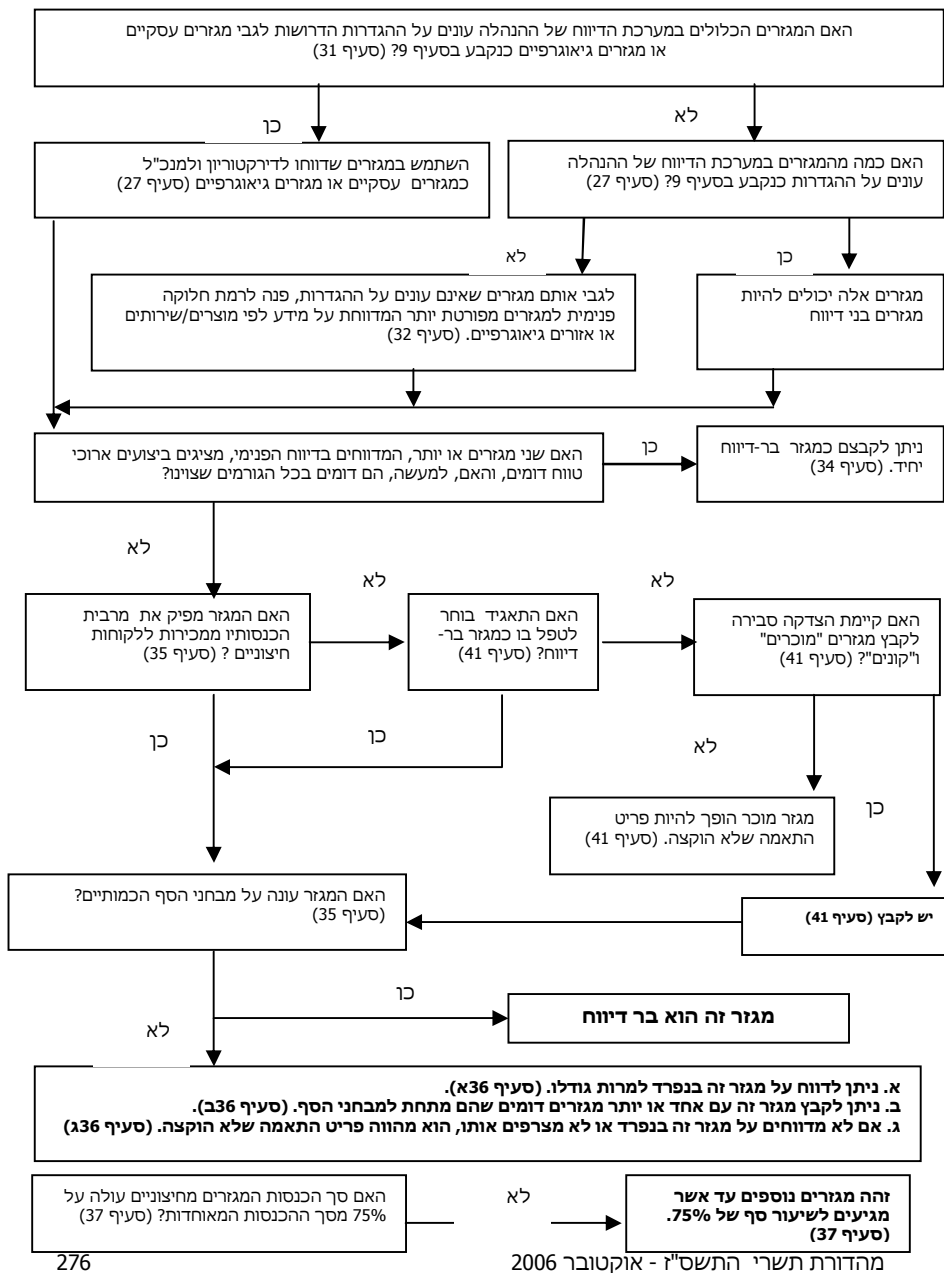 האם המגזרים הכלולים במערכת הדיווח של ההנהלה עונים על ההגדרות הדרושות לגבי מגזרים עסקיים
או מגזרים גיאוגרפיים כנקבע בסעיף 9? (סעיף 31)
כן
לא
השתמש במגזרים שדווחו לדירקטוריון ולמנכ"ל
כמגזרים עסקיים או מגזרים גיאוגרפיים (סעיף 27)
האם כמה מהמגזרים במערכת הדיווח של ההנהלה
עונים על ההגדרות כנקבע בסעיף 9? (סעיף 27)
לא
כן
לגבי אותם מגזרים שאינם עונים על ההגדרות, פנה לרמת חלוקה
פנימית למגזרים מפורטת יותר המדווחת על מידע לפי מוצרים/שירותים
או אזורים גיאוגרפיים. (סעיף 32)
מגזרים אלה יכולים להיות
מגזרים בני דיווח
האם שני מגזרים או יותר, המדווחים בדיווח הפנימי, מציגים ביצועים ארוכי
טווח דומים, והאם, למעשה, הם דומים בכל הגורמים שצוינו?
כן
ניתן לקבצם כמגזר בר-דיווח
יחיד. (סעיף 34)
לא
לא
לא
האם המגזר מפיק את מרבית
הכנסותיו ממכירות ללקוחות
חיצוניים ? (סעיף 35)
האם התאגיד בוחר
לטפל בו כמגזר בר-
דיווח? (סעיף 41)
האם קיימת הצדקה סבירה
לקבץ מגזרים "מוכרים"
ו"קונים"? (סעיף 41)
כן
כן
לא
כן
מגזר מוכר הופך להיות פריט
התאמה שלא הוקצה. (סעיף 41)
האם המגזר עונה על מבחני הסף הכמותיים?
(סעיף 35)
יש לקבץ (סעיף 41)
כן
לא
מגזר זה הוא בר דיווח
א. ניתן לדווח על מגזר זה בנפרד למרות גודלו. (סעיף 36א).
ב. ניתן לקבץ מגזר זה עם אחד או יותר מגזרים דומים שהם מתחת למבחני הסף. (סעיף 36ב).
ג. אם לא מדווחים על מגזר זה בנפרד או לא מצרפים אותו, הוא מהווה פריט התאמה שלא הוקצה. (סעיף 36ג)
האם סך הכנסות המגזרים מחיצוניים עולה על
75% מסך ההכנסות המאוחדות? (סעיף 37)
לא
זהה מגזרים נוספים עד אשר
מגיעים לשיעור סף של 75%.
(סעיף 37)
מהדורת תשרי התשס"ז - אוקטובר 2006
276